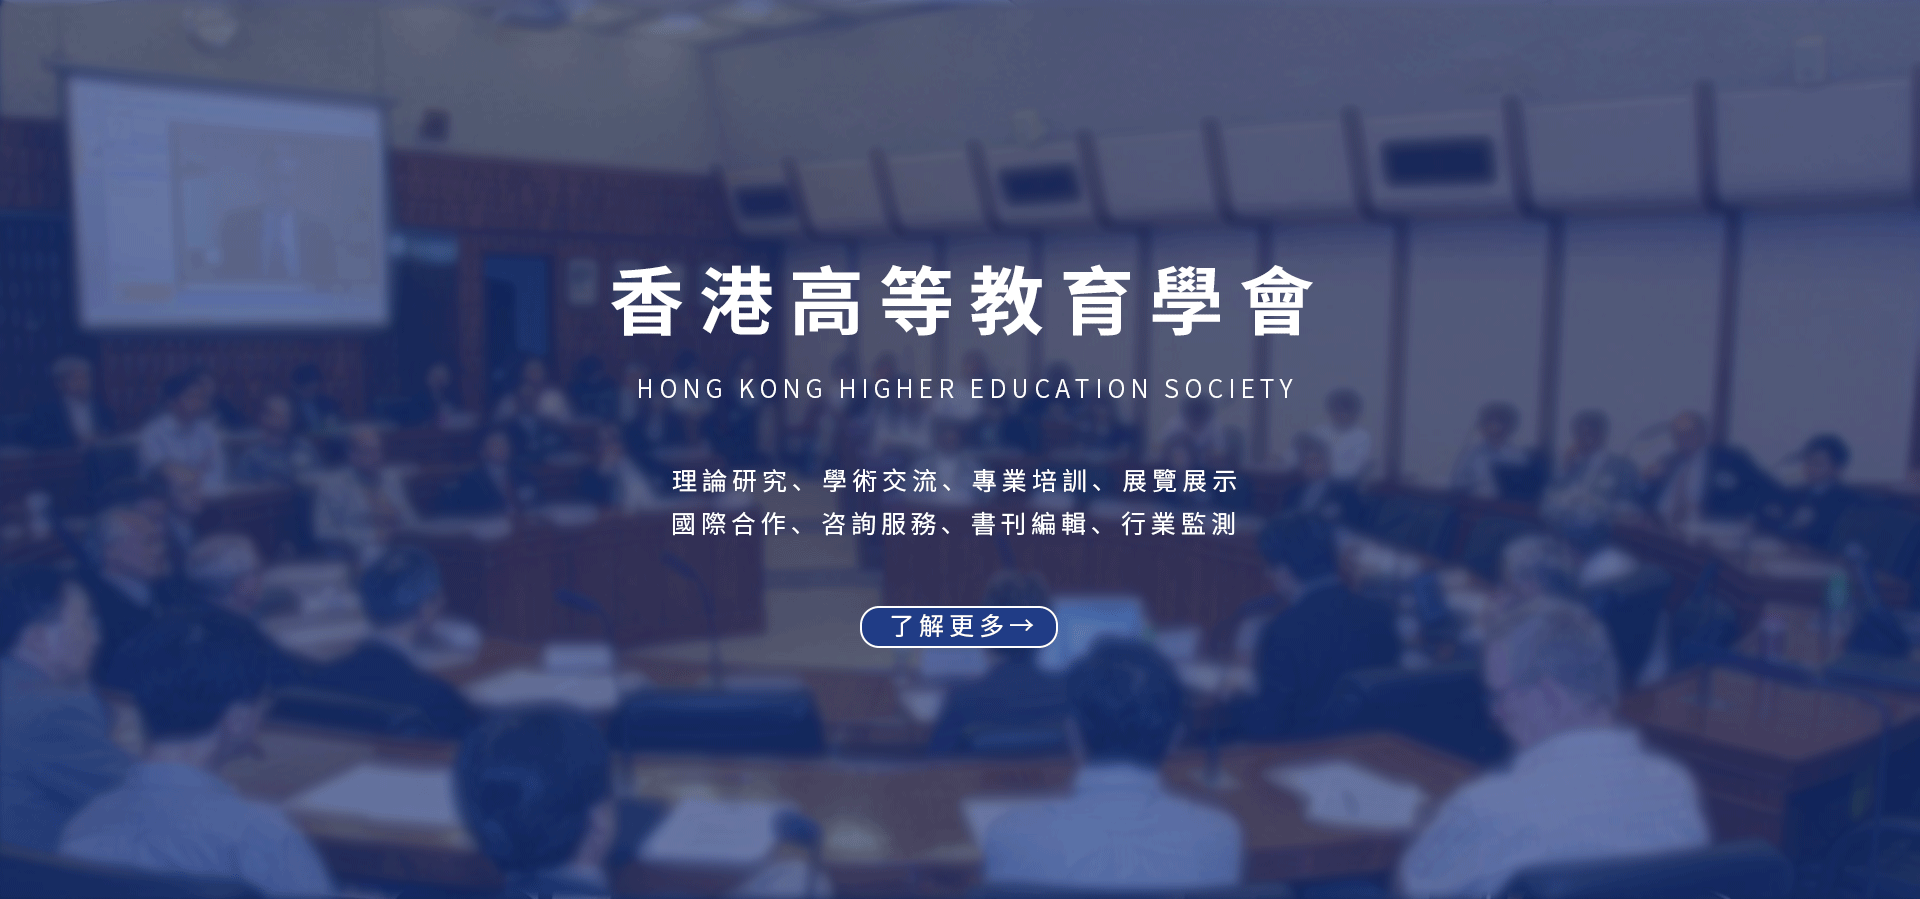 香港高等教育學會
HONG KONG HIGHER EDUCATION SOCIETY
理論研究、學術交流、專業培訓、展覽展示
國際合作、咨詢服務、書刊編輯、行業監測
了解更多→